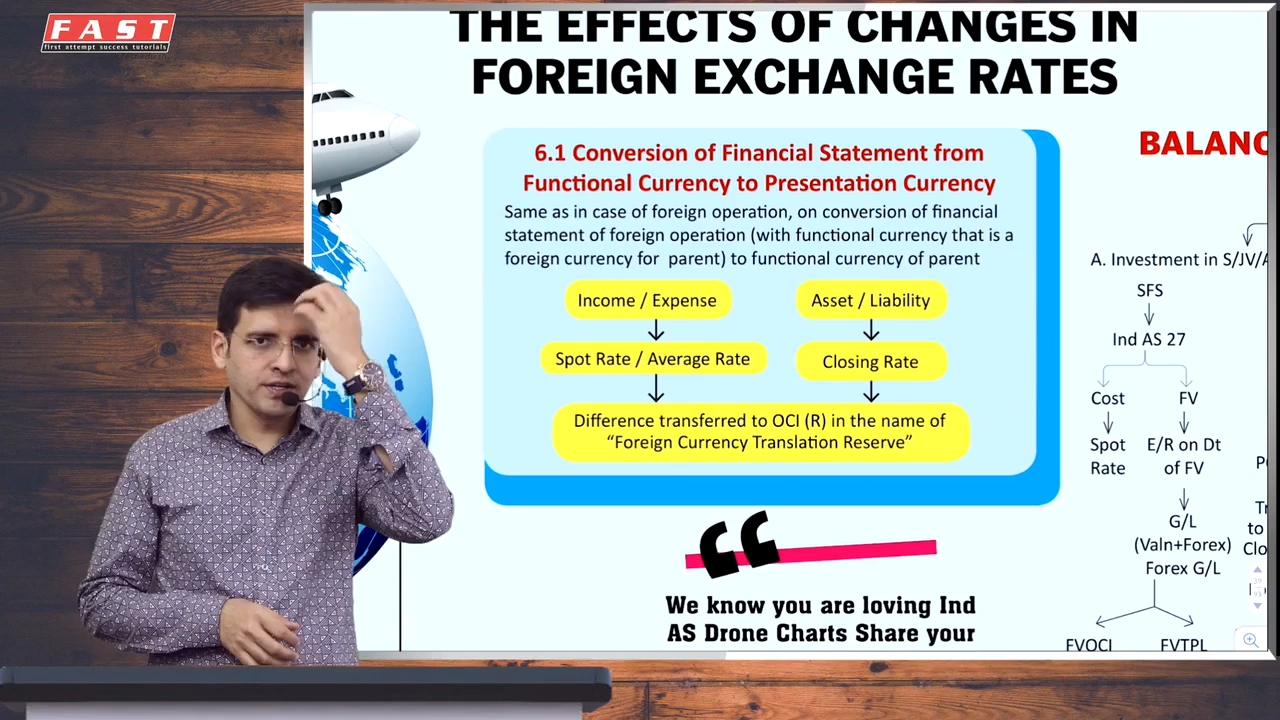 FAST
first attempt success tutorials
THE EFFECTS OF CHANGES IN
FOREIGN EXCHANGE RATES
6.1 Conversion of Financial Statement from
Functional Currency to Presentation Currency
Same as in case of foreign operation, on conversion of financial
statement of foreign operation (with functional currency that is a
foreign currency for parent) to functional currency of parent
Income / Expense
Asset / Liability
Spot Rate / Average Rate
Closing Rate
Difference transferred to OCI (R) in the name of
“Foreign Currency Translation Reserve”
We know you are loving Ind
AS Drone Charts Share your
BALANC
A. Investment in S/JV/A
SFS
Ind AS 27
Cost
FV
Spot
Rate
E/R on Dt
of FV
G/L
(Valn+Forex)
Forex G/L
FVOCI
FVTPL
to
Clo